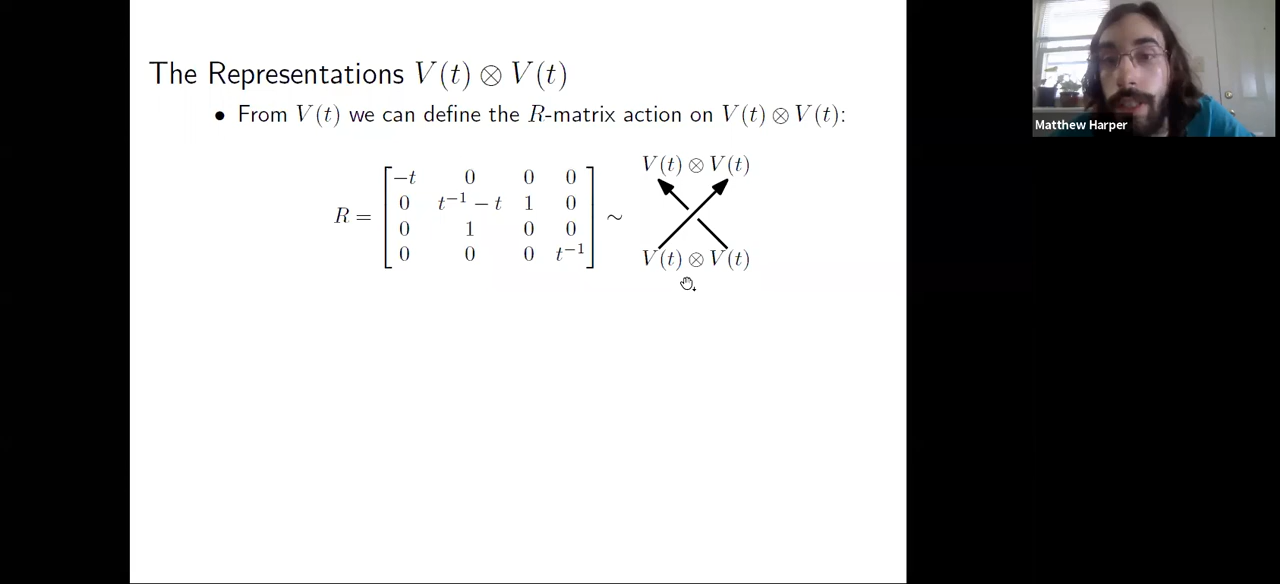 The Representations V(t) ⊗ V(t)
• From V(t) we can define the R-matrix action on V(t) ⊗ V(t):
V(t) ⊗ V(t)
−t 0 0 0
0 t⁻¹ − t 1 0
R = ∼
0 1 0 0
0 0 0 t⁻¹
V(t) ⊗ V(t)
Matthew Harper